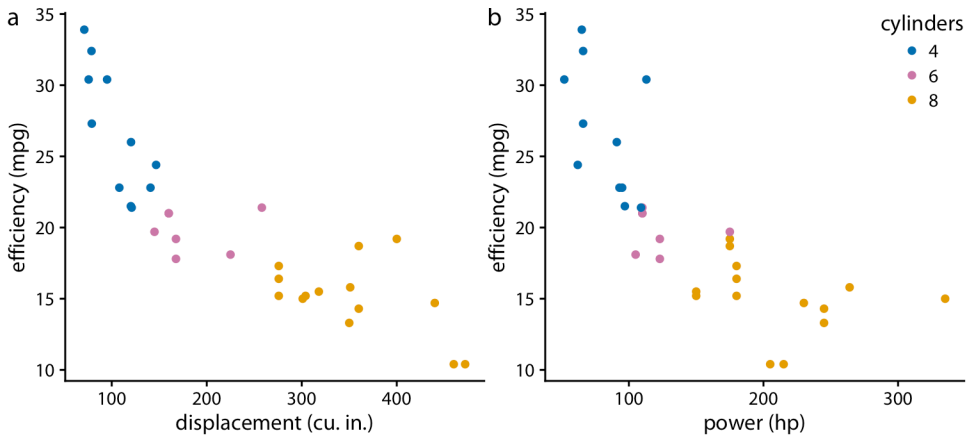 a
efficiency (mpg)
35
30
25
20
15
10
100 200 300 400
displacement (cu. in.)
b
efficiency (mpg)
35
30
25
20
15
10
100 200 300
power (hp)
cylinders
4
6
8